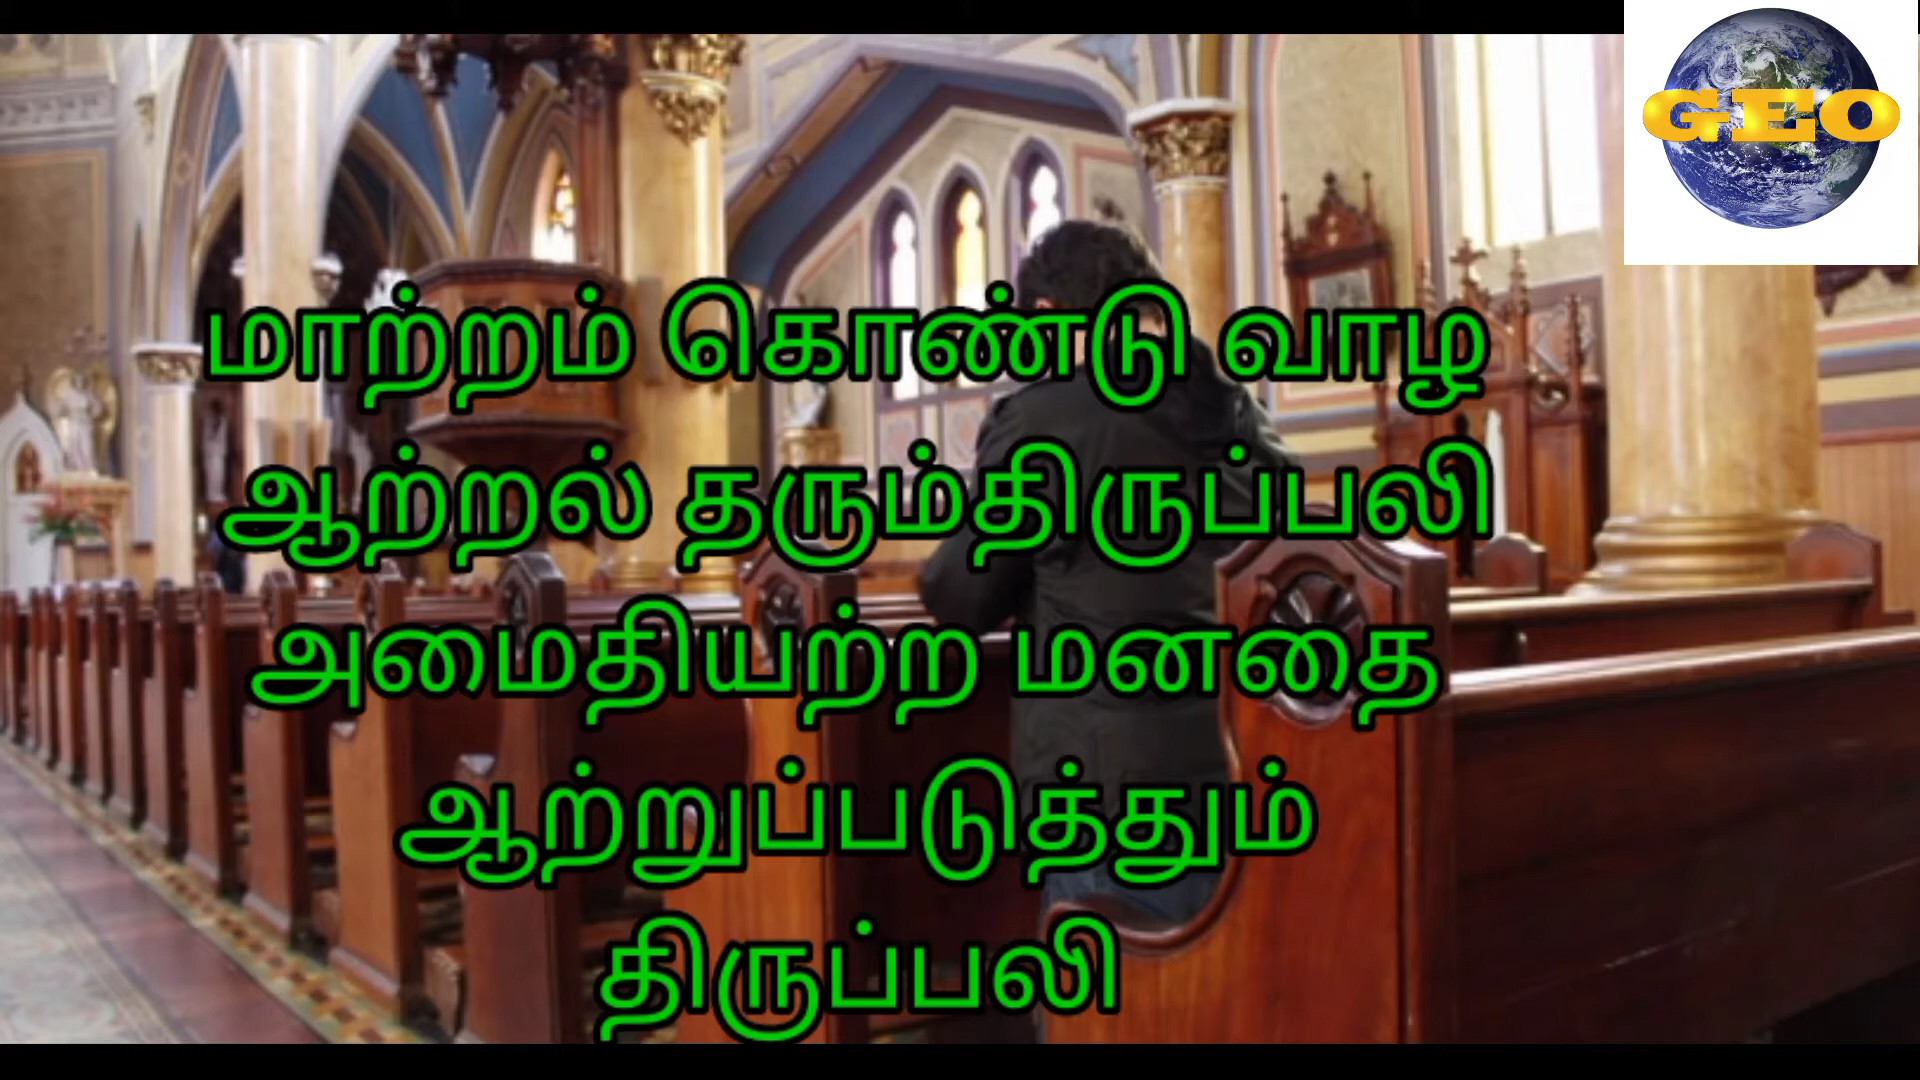 GEO
மாற்றம் கொண்டு வாழ
ஆற்றல் தரும்திருப்பலி
அமைதியற்ற மனதை
ஆற்றுப்படுத்தும்
திருப்பலி